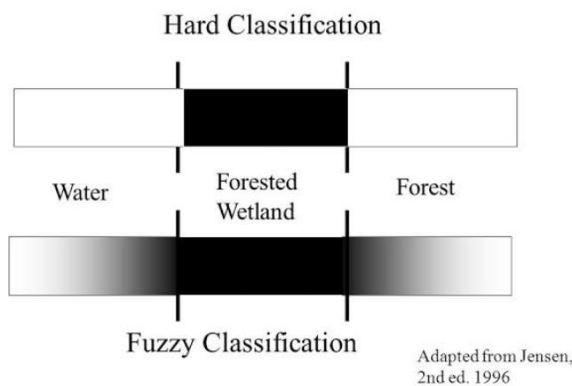 Hard Classification
Water
Forested
Wetland
Forest
Fuzzy Classification
Adapted from Jensen,
2nd ed. 1996